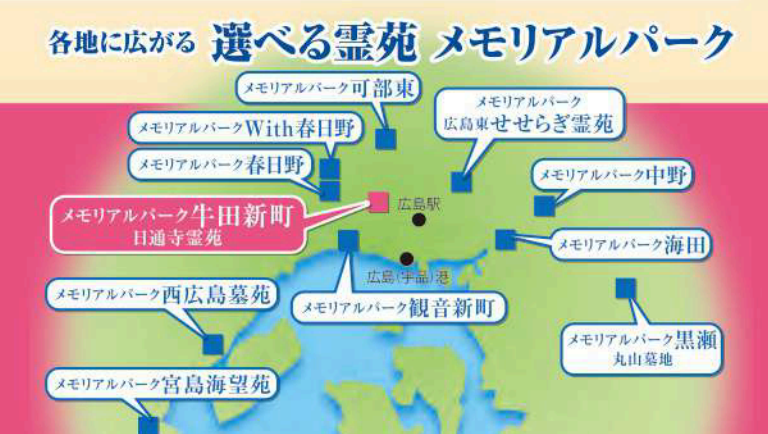 各地に広がる 選べる霊苑 メモリアルパーク
メモリアルパーク可部東
メモリアルパーク
広島東せせらぎ霊苑
メモリアルパークWith春日野
メモリアルパーク春日野
メモリアルパーク中野
メモリアルパーク牛田新町
日通寺霊苑
広島駅
メモリアルパーク海田
広島(宇品)港
メモリアルパーク西広島墓苑
メモリアルパーク観音新町
メモリアルパーク黒瀬
丸山墓地
メモリアルパーク宮島海望苑